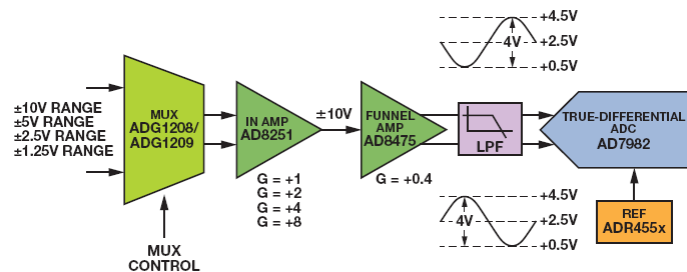 +4.5V
4V
+2.5V
+0.5V
±10V RANGE
±5V RANGE
±2.5V RANGE
±1.25V RANGE
MUX
ADG1208/
ADG1209
IN AMP
AD8251
±10V
FUNNEL
AMP
AD8475
LPF
TRUE-DIFFERENTIAL
ADC
AD7982
G = +1
G = +2
G = +4
G = +8
G = +0.4
MUX
CONTROL
+4.5V
4V
+2.5V
+0.5V
REF
ADR455x